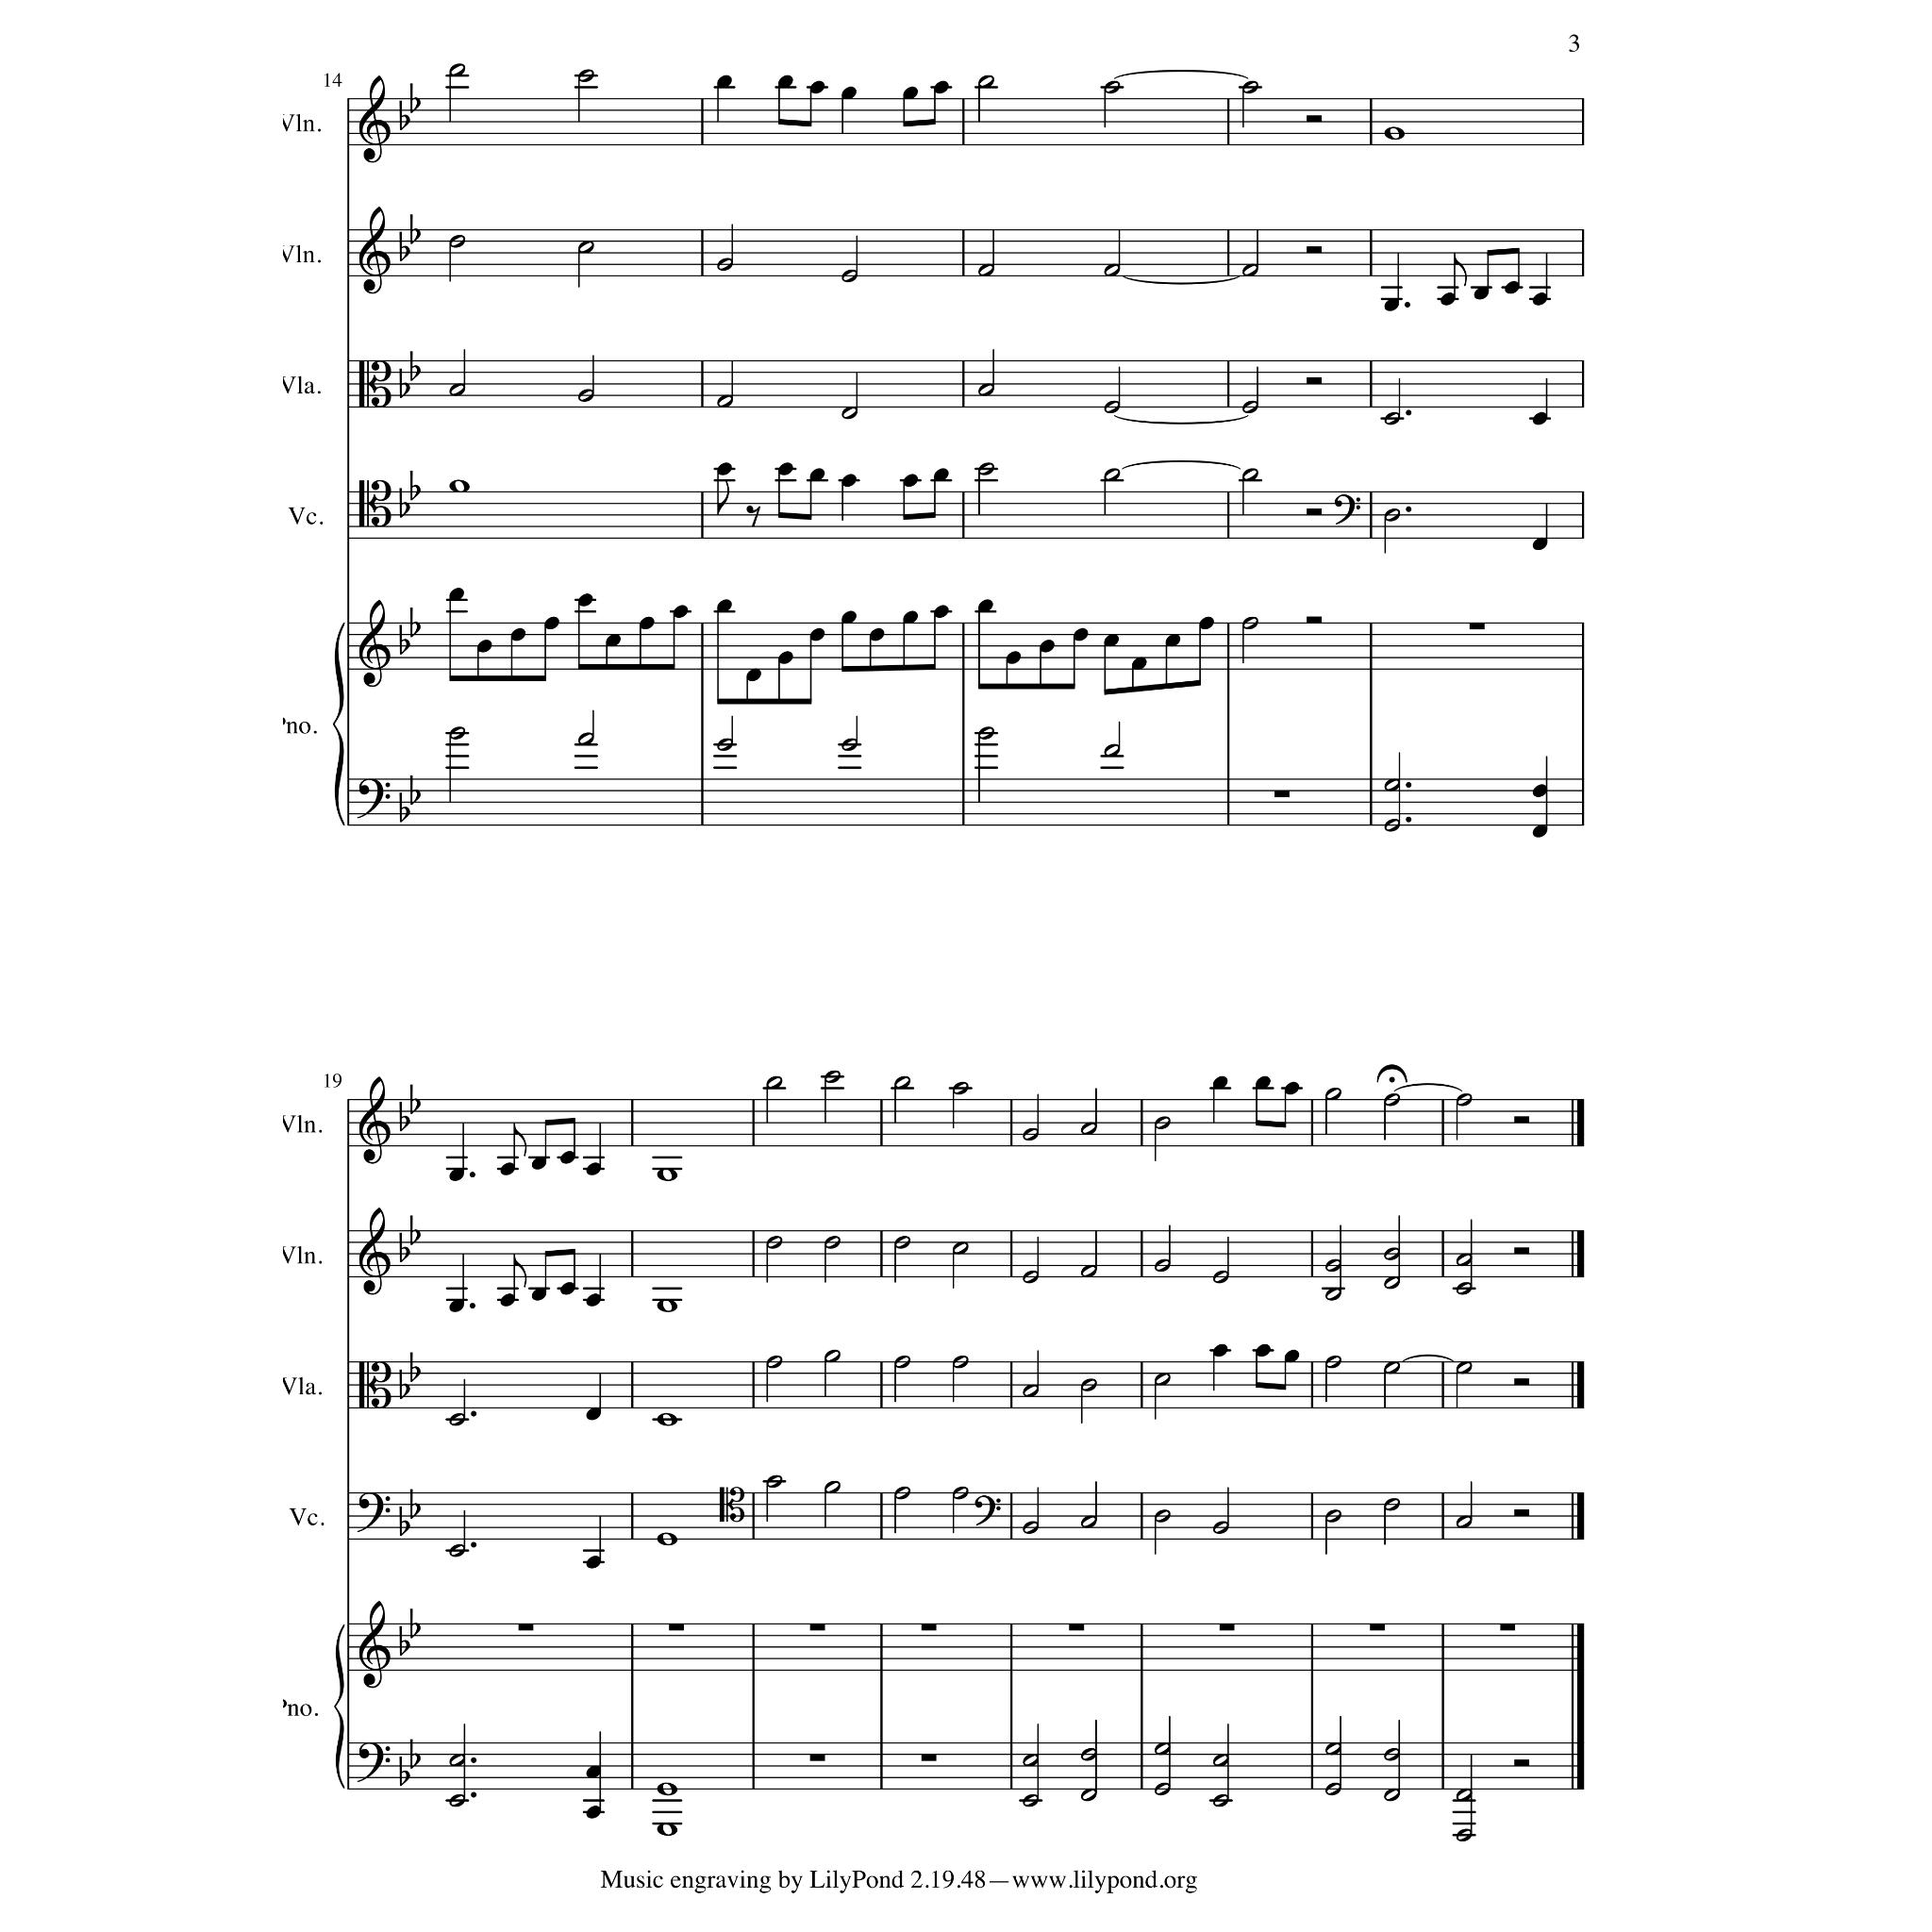 3
14
Vln.
Vln.
Vla.
Vc.
Pno.
19
Vln.
Vln.
Vla.
Vc.
Pno.
Music engraving by LilyPond 2.19.48—www.lilypond.org